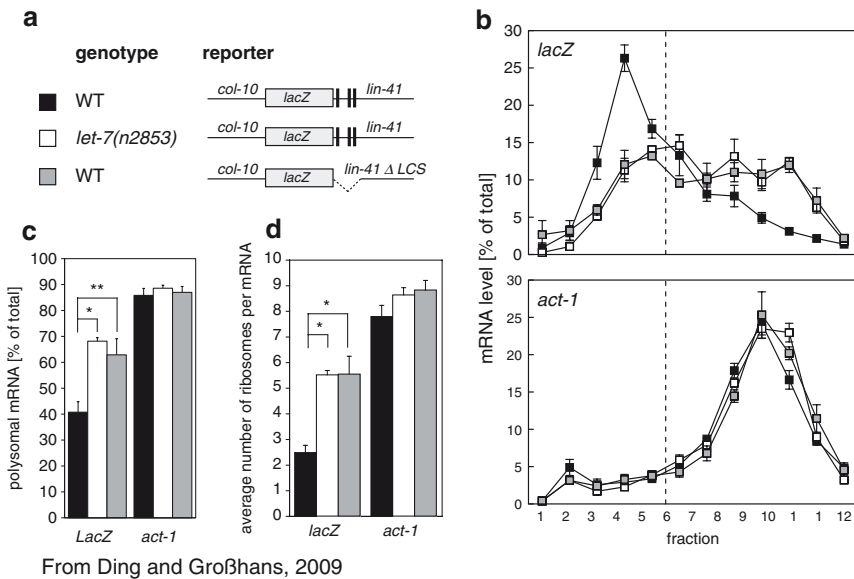 a
genotype reporter
WT col-10 lacZ lin-41
let-7(n2853) col-10 lacZ lin-41
WT col-10 lacZ lin-41 Δ LCS
b
lacZ
30
25
20
15
10
5
0
act-1
30
25
20
15
10
5
0
mRNA level [% of total]
1 2 3 4 5 6 7 8 9 10 1 1 12
fraction
c
polysomal mRNA [% of total]
100
90
80
70
60
50
40
30
20
10
0
**
*
LacZ act-1
d
average number of ribosomes per mRNA
10
9
8
7
6
5
4
3
2
2
0
*
*
lacZ act-1
From Ding and Großhans, 2009